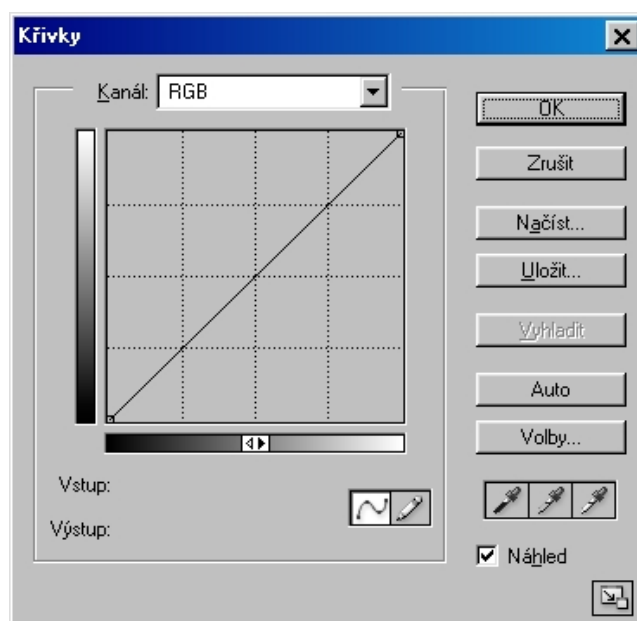 Křivky
Kanál: RGB
OK
Zrušit
Načíst...
Uložit...
Vyhladit
Auto
Volby...
Vstup:
Výstup:
Náhled